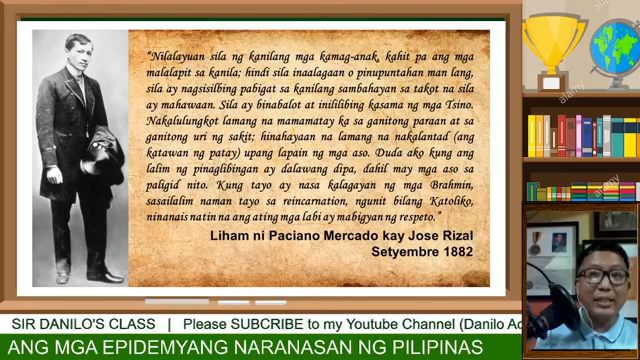 “Nilalayuan sila ng kanilang mga kamag-anak, kahit pa ang mga
malalapit sa kanila; hindi sila inaalagaan o pinupuntahan man lang,
sila ay nagsisilbing pabigat sa kanilang sambahayan sa takot na sila
ay mahawaan. Sila ay binabalot at inililibing kasama ng mga Tsino.
Nakalulungkot lamang na mamamatay ka sa ganitong paraan at sa
ganitong uri ng sakit; hinahayaan na lamang na nakalantad (ang
katawan ng patay) upang lapain ng mga aso. Duda ako kung ang
lalim ng pinaglibingan ay dalawang dipa, dahil may mga aso sa
paligid nito. Kung tayo ay nasa kalagayan ng mga Brahmin,
sasailalim naman tayo sa reincarnation, ngunit bilang Katoliko,
ninanais natin na ang ating mga labi ay mabigyan ng respeto.”
Liham ni Paciano Mercado kay Jose Rizal
Setyembre 1882
alamy
alamy
alamy
SIR DANILO'S CLASS | Please SUBCRIBE to my Youtube Channel (Danilo
ANG MGA EPIDEMYANG NARANASAN NG PILIPINAS